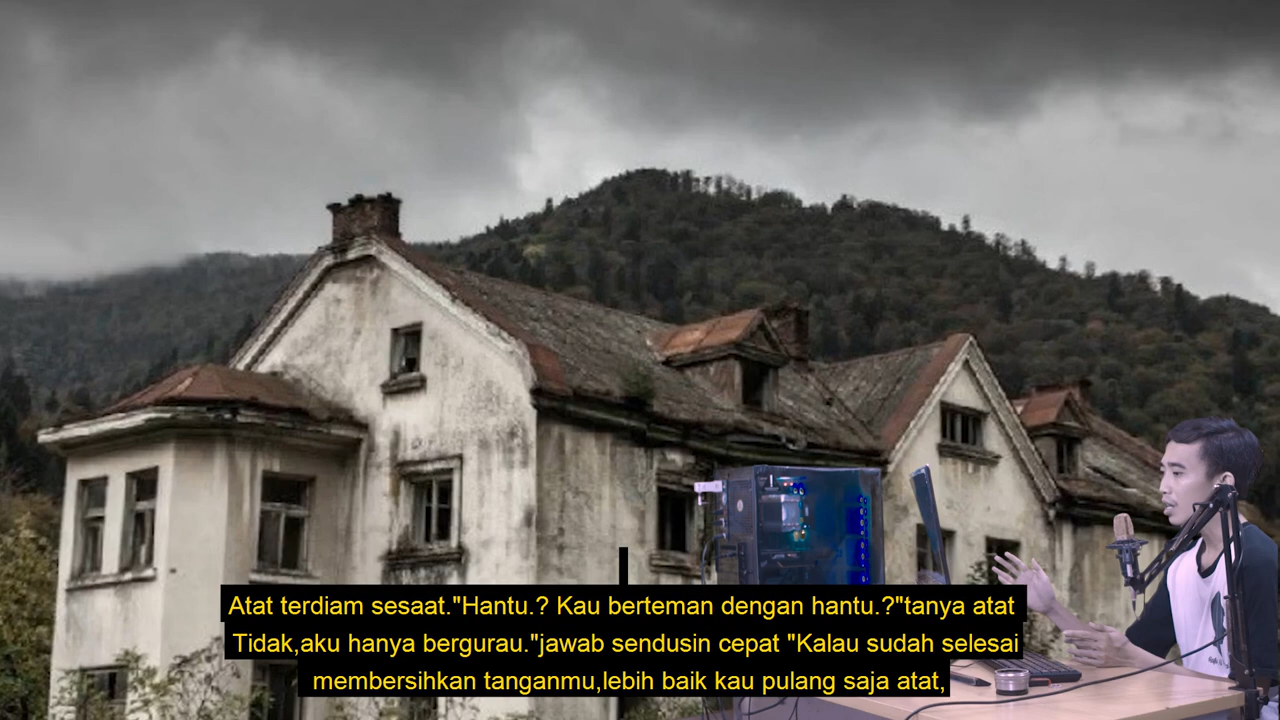 Atat terdiam sesaat."Hantu.? Kau berteman dengan hantu.?"tanya atat
Tidak,aku hanya bergurau."jawab sendusin cepat "Kalau sudah selesai
membersihkan tanganmu,lebih baik kau pulang saja atat,